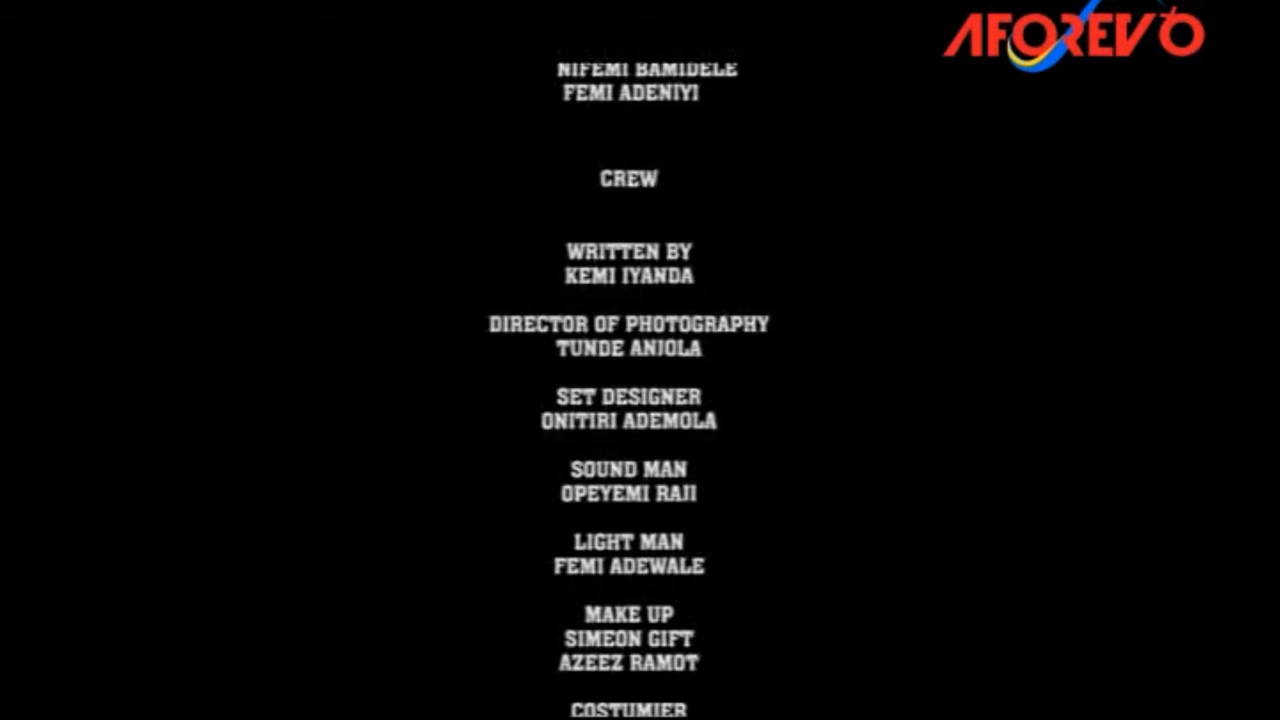 AFOREVO
NIFEMI BAMIDELE
FEMI ADENIYI
CREW
WRITTEN BY
KEMI IYANDA
DIRECTOR OF PHOTOGRAPHY
TUNDE ANJOLA
SET DESIGNER
ONITIRI ADEMOLA
SOUND MAN
OPEYEMI RAJI
LIGHT MAN
FEMI ADEWALE
MAKE UP
SIMEON GIFT
AZEEZ RAMOT
COSTUMIER